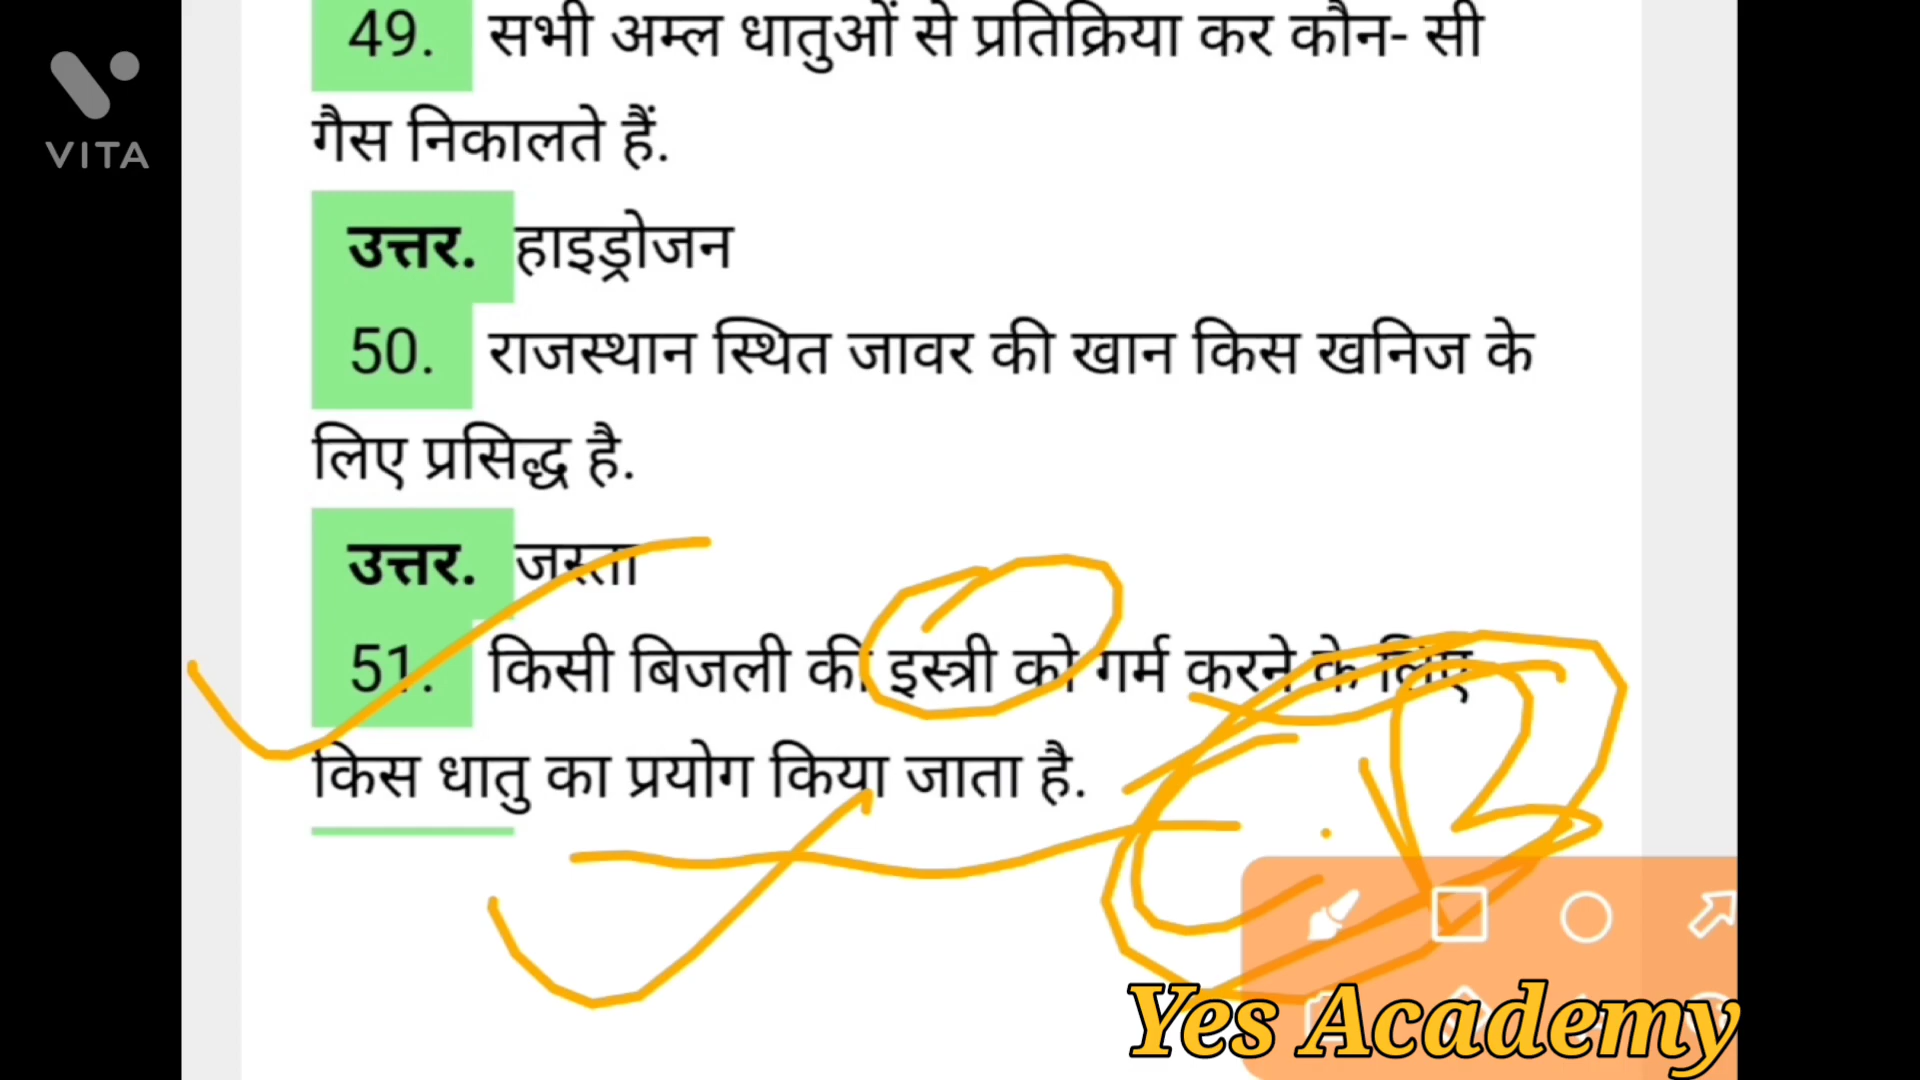 VITA
49. सभी अम्ल धातुओं से प्रतिक्रिया कर कौन- सी
गैस निकालते हैं.
उत्तर. हाइड्रोजन
50. राजस्थान स्थित जावर की खान किस खनिज के
लिए प्रसिद्ध है.
उत्तर. जस्ता
51. किसी बिजली की इस्त्री को गर्म करने के लिए
किस धातु का प्रयोग किया जाता है.
Yes Academy